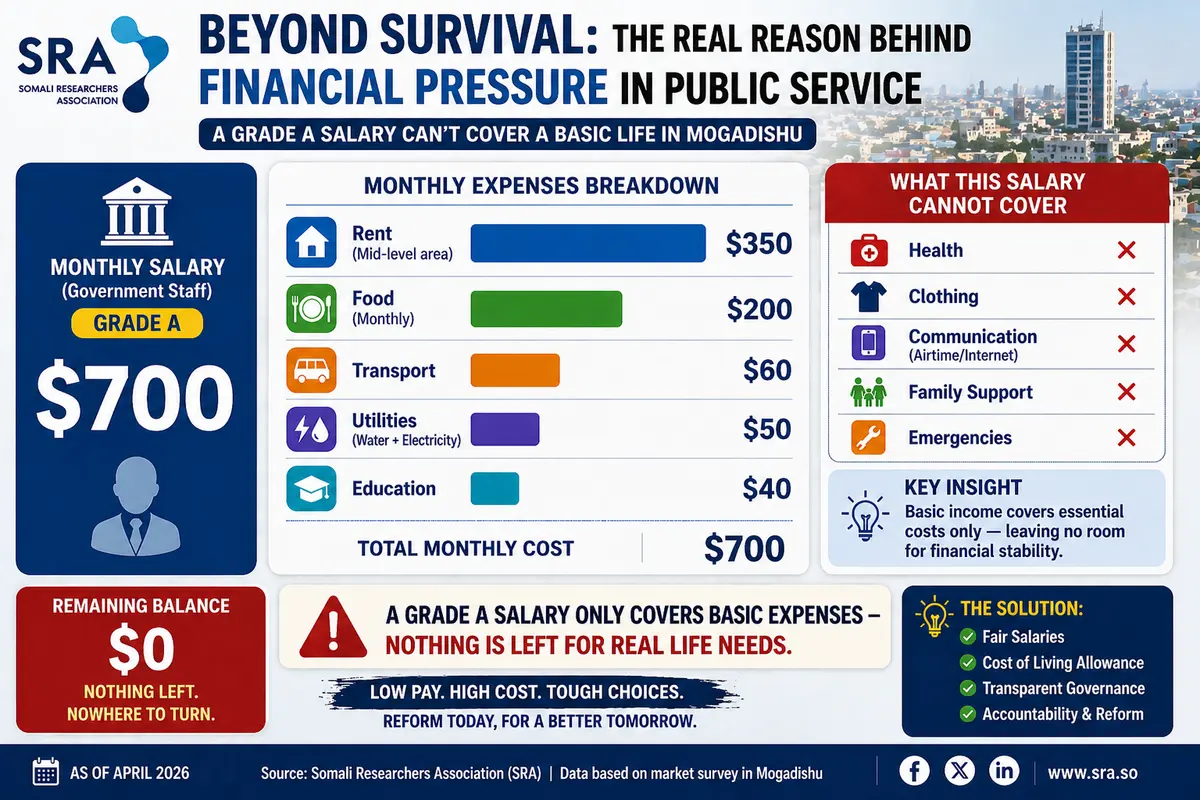 SRA
SOMALI RESEARCHERS
ASSOCIATION
BEYOND SURVIVAL: THE REAL REASON BEHIND
FINANCIAL PRESSURE IN PUBLIC SERVICE
A GRADE A SALARY CAN'T COVER A BASIC LIFE IN MOGADISHU
MONTHLY SALARY
(Government Staff)
GRADE A
$700
MONTHLY EXPENSES BREAKDOWN
Rent
(Mid-level area)
$350
Food
(Monthly)
$200
Transport
$60
Utilities
(Water + Electricity)
$50
Education
$40
TOTAL MONTHLY COST
$700
WHAT THIS SALARY
CANNOT COVER
Health
Clothing
Communication
(Airtime/Internet)
Family Support
Emergencies
KEY INSIGHT
Basic income covers essential
costs only — leaving no room
for financial stability.
REMAINING BALANCE
$0
NOTHING LEFT.
NOWHERE TO TURN.
A GRADE A SALARY ONLY COVERS BASIC EXPENSES –
NOTHING IS LEFT FOR REAL LIFE NEEDS.
LOW PAY. HIGH COST. TOUGH CHOICES.
REFORM TODAY, FOR A BETTER TOMORROW.
THE SOLUTION:
Fair Salaries
Cost of Living Allowance
Transparent Governance
Accountability & Reform
AS OF APRIL 2026
Source: Somali Researchers Association (SRA) | Data based on market survey in Mogadishu
www.sra.so